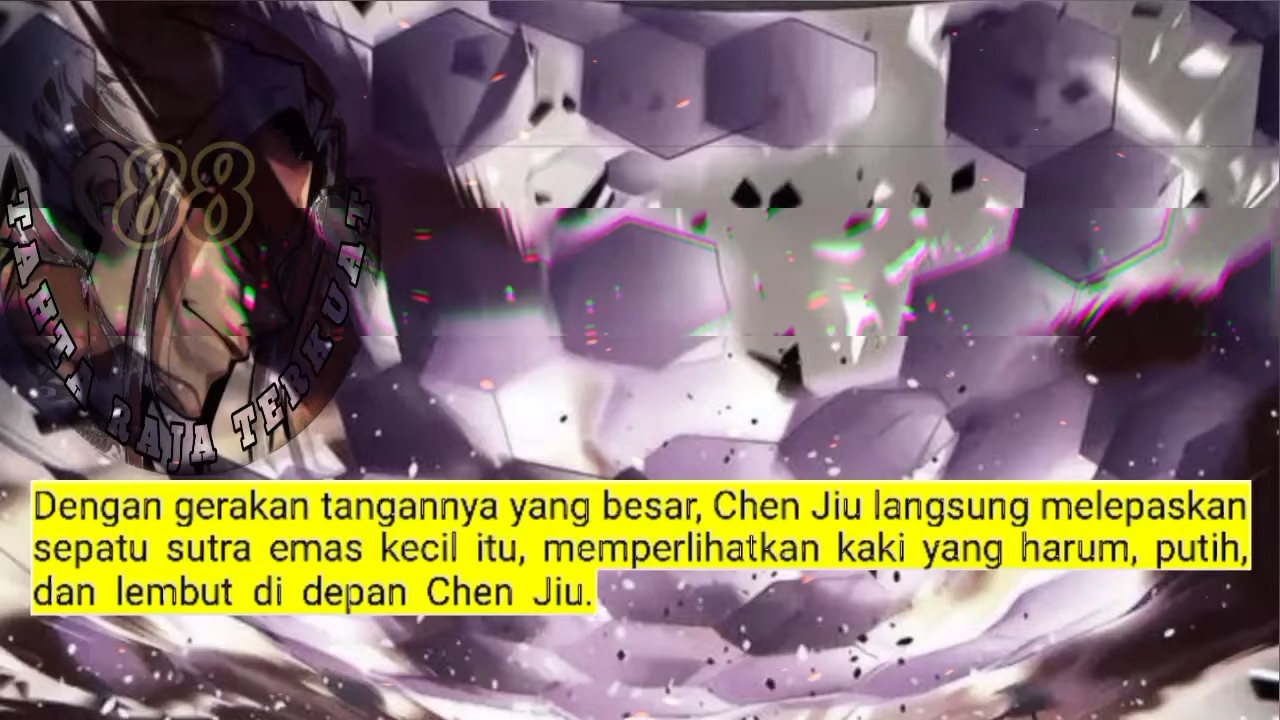 88
TAHTA RAJA TERKUAT
Dengan gerakan tangannya yang besar, Chen Jiu langsung melepaskan
sepatu sutra emas kecil itu, memperlihatkan kaki yang harum, putih,
dan lembut di depan Chen Jiu.